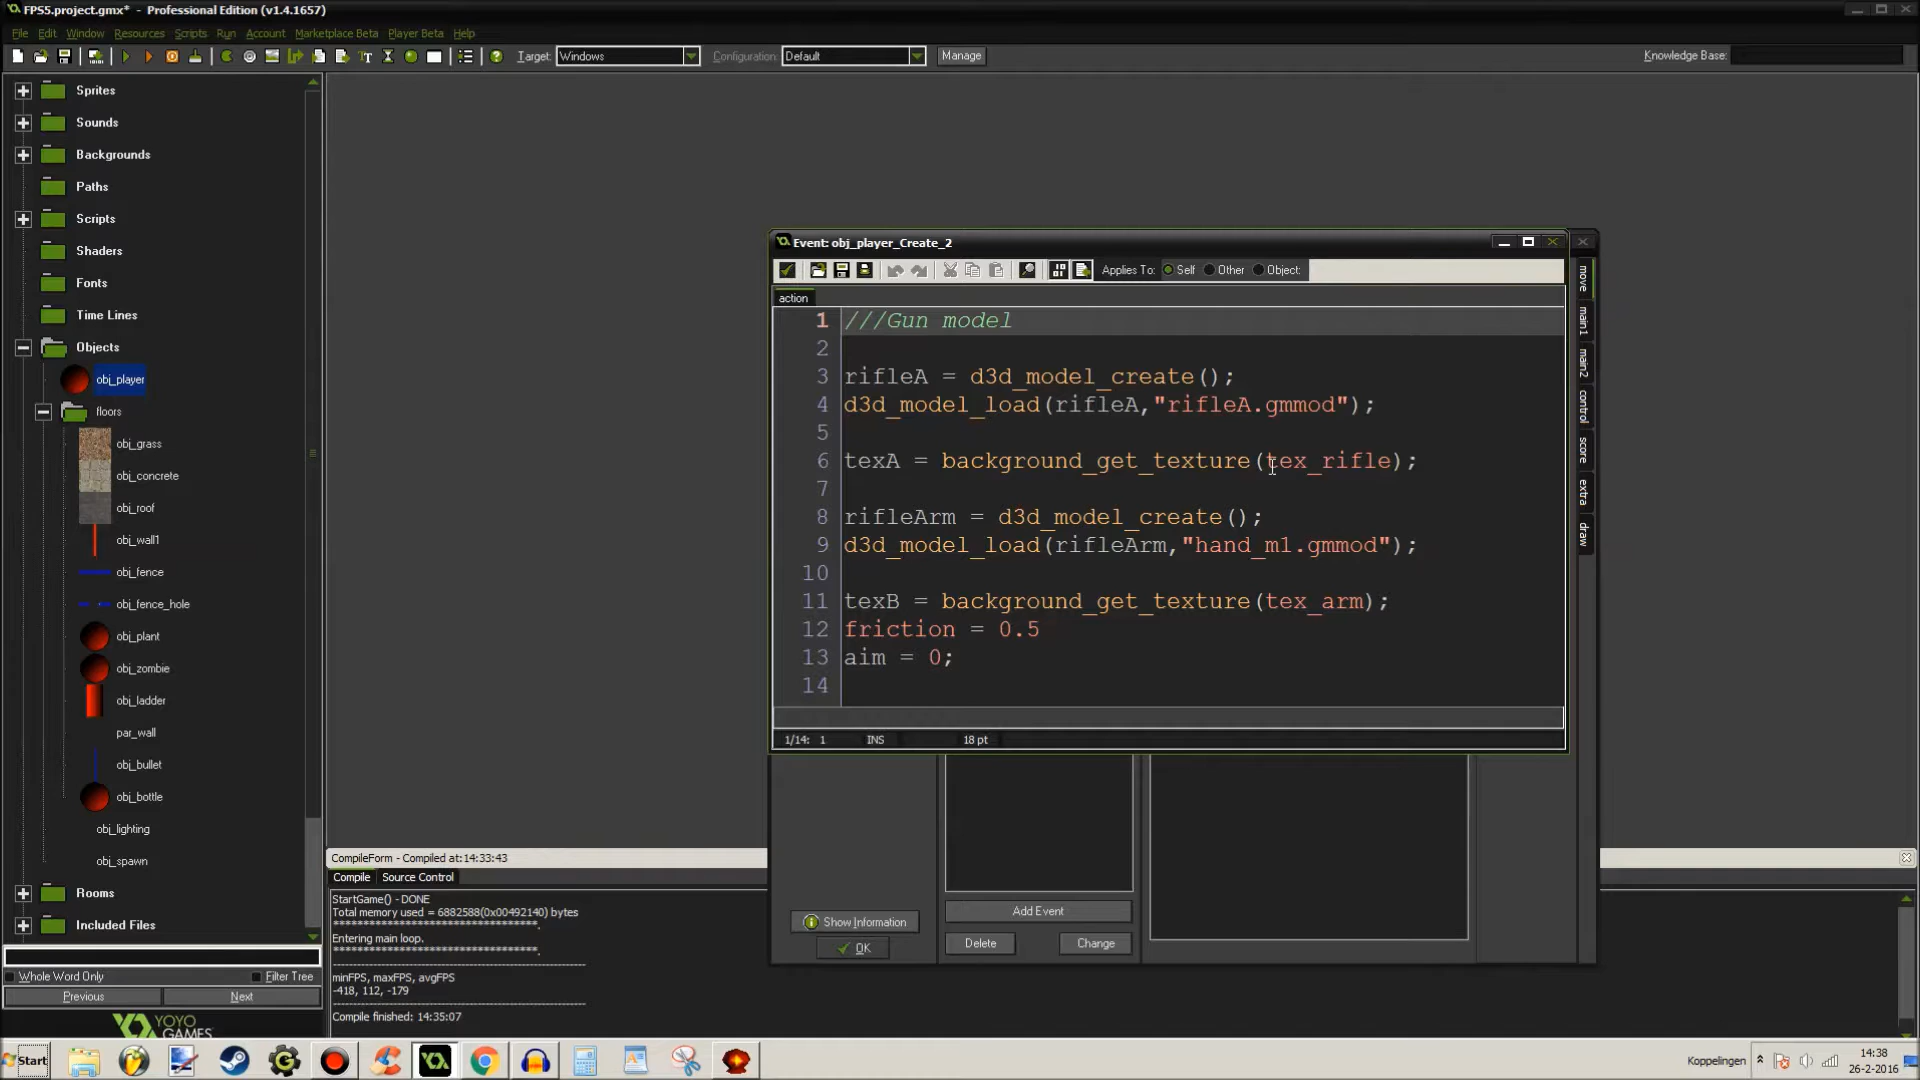 FPS5.project.gmx*  -  Professional Edition (v1.4.1657)
File Edit Window Resources Scripts Run Account Marketplace Beta Player Beta Help
Target: Windows Configuration: Default Manage Knowledge Base:
Sprites
Sounds
Backgrounds
Paths
Scripts
Shaders
Fonts
Time Lines
Objects
obj_player
floors
obj_grass
obj_concrete
obj_roof
obj_wall1
obj_fence
obj_fence_hole
obj_plant
obj_zombie
obj_ladder
par_wall
obj_bullet
obj_bottle
obj_lighting
obj_spawn
Rooms
Included Files
Whole Word Only Filter Tree
Previous Next
YOYO
GAMES
Event: obj_player_Create_2
Applies To: Self Other Object:
action
1 ///Gun model
2
3 rifleA = d3d_model_create();
4 d3d_model_load(rifleA,"rifleA.gmmod");
5
6 texA = background_get_texture(tex_rifle);
7
8 rifleArm = d3d_model_create();
9 d3d_model_load(rifleArm,"hand_m1.gmmod");
10
11 texB = background_get_texture(tex_arm);
12 friction = 0.5
13 aim = 0;
14
1/14: 1 INS 18 pt
move
main1
main2
control
score
extra
draw
Show Information
OK
Add Event
Delete Change
CompileForm - Compiled at:14:33:43
Compile Source Control
StartGame() - DONE
Total memory used = 6882588(0x00492140) bytes
***********************************.
Entering main loop.
***********************************.
minFPS, maxFPS, avgFPS
-418, 112, -179
Compile finished: 14:35:07
Start
Koppelingen
14:38
26-2-2016